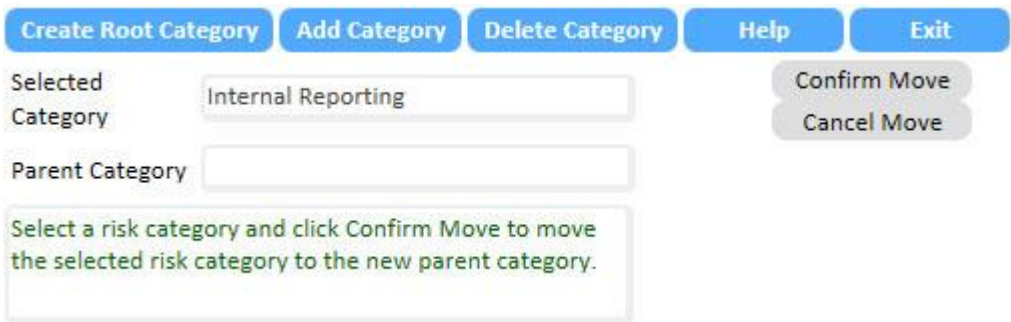 Create Root Category Add Category Delete Category Help Exit
Selected
Category
Internal Reporting
Confirm Move
Cancel Move
Parent Category
Select a risk category and click Confirm Move to move
the selected risk category to the new parent category.